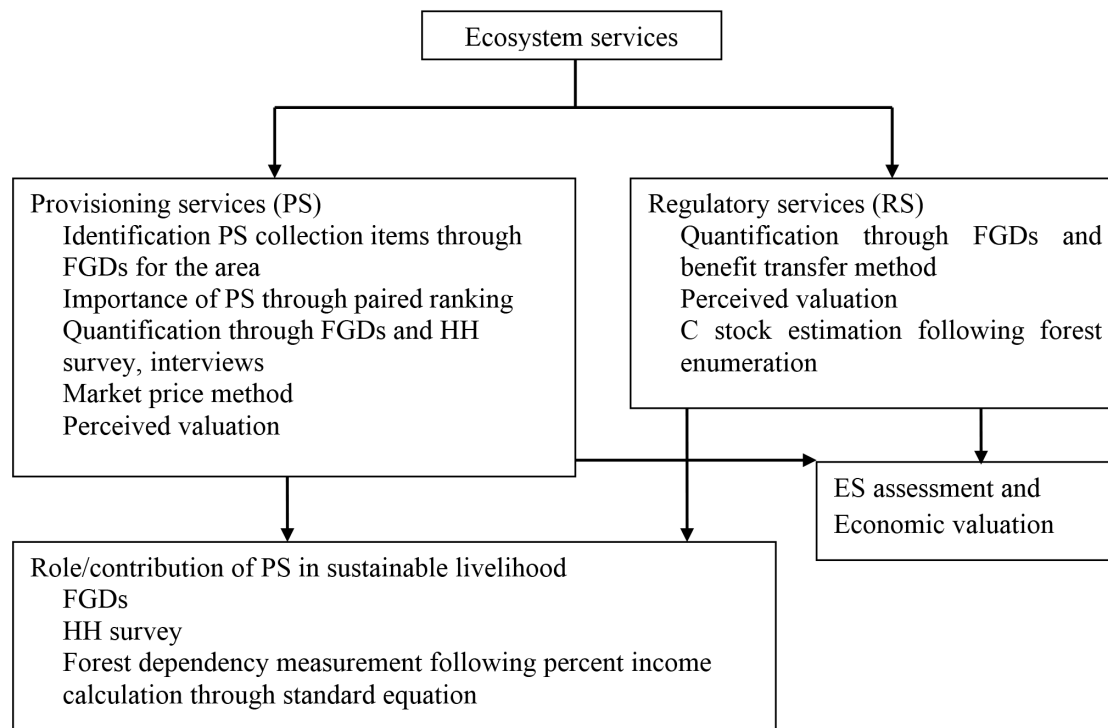 Ecosystem services
Provisioning services (PS)
Identification PS collection items through
FGDs for the area
Importance of PS through paired ranking
Quantification through FGDs and HH
survey, interviews
Market price method
Perceived valuation
Regulatory services (RS)
Quantification through FGDs and
benefit transfer method
Perceived valuation
C stock estimation following forest
enumeration
ES assessment and
Economic valuation
Role/contribution of PS in sustainable livelihood
FGDs
HH survey
Forest dependency measurement following percent income
calculation through standard equation